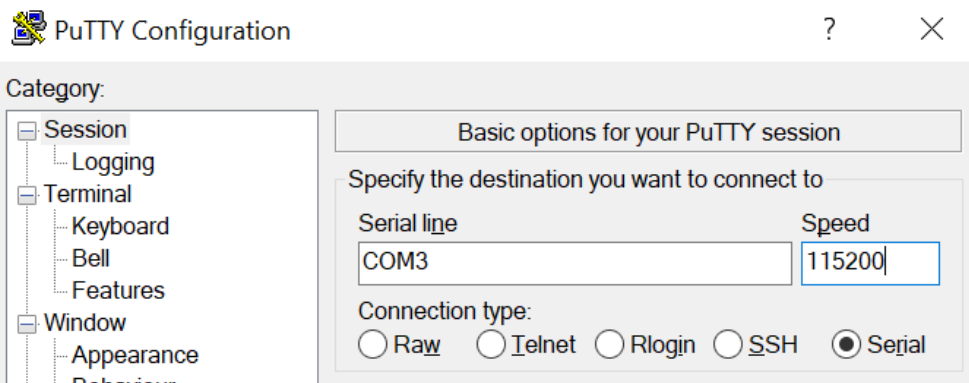 PuTTY Configuration
?
Category:
Session
Logging
Terminal
Keyboard
Bell
Features
Window
Appearance
Behaviour
Basic options for your PuTTY session
Specify the destination you want to connect to
Serial line
Speed
COM3
115200
Connection type:
Raw Telnet Rlogin SSH Serial